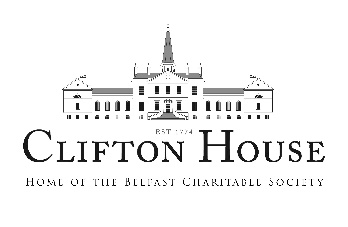 EST 1774
CLIFTON HOUSE
HOME OF THE BELFAST CHARITABLE SOCIETY